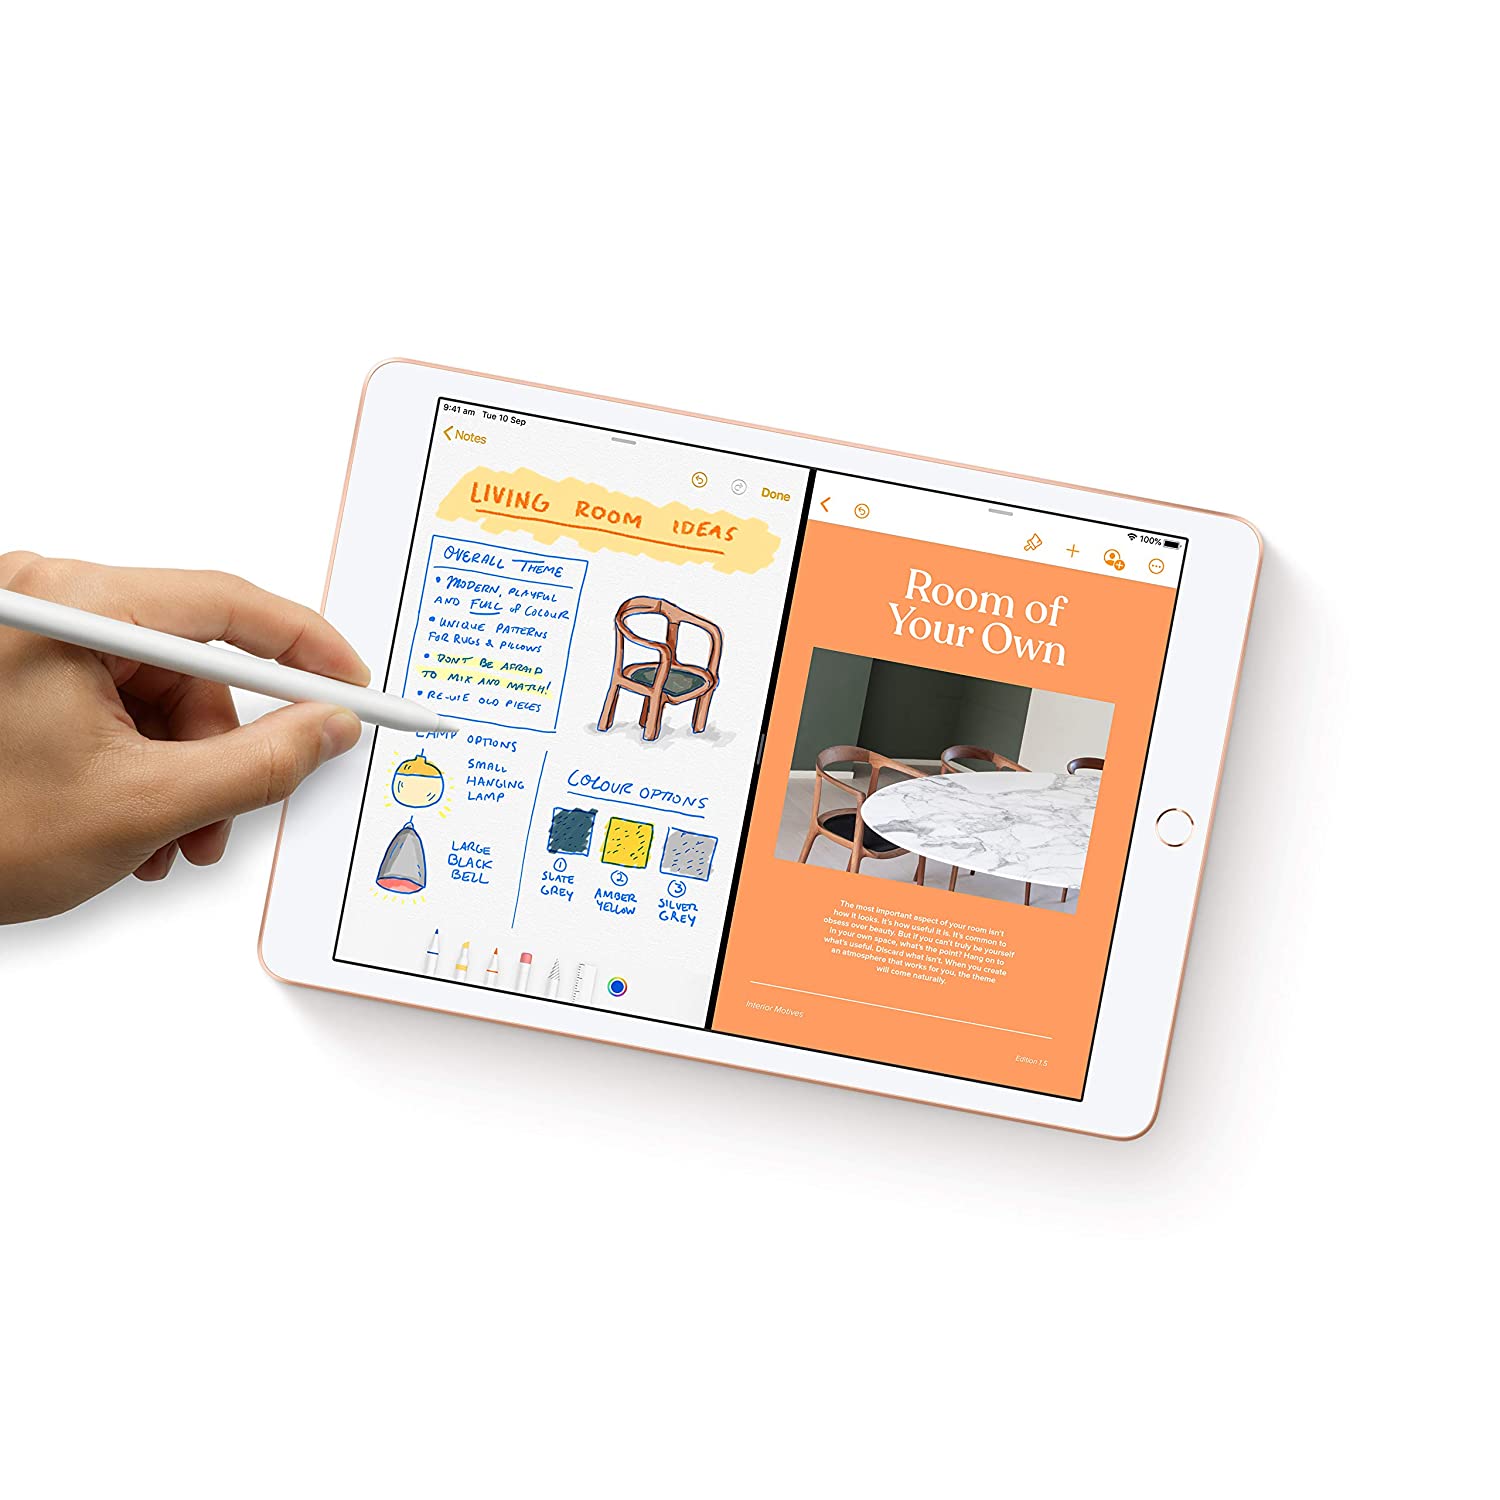 9:41 am Tue 10 Sep
Notes
Done
LIVING ROOM IDEAS
OVERALL THEME
• MODERN, PLAYFUL
AND FULL of COLOUR
• UNIQUE PATTERNS
FOR RUGS & PILLOWS
• DON'T BE AFRAID
TO MIX AND MATCH!
• RE-USE OLD PIECES
LAMP OPTIONS
SMALL
HANGING
LAMP
LARGE
BLACK
BELL
COLOUR OPTIONS
1
SLATE
GREY
2
AMBER
YELLOW
3
SILVER
GREY
100%
Room of
Your Own
The most important aspect of your room isn't
how it looks. It's how useful it is. It's common to
obsess over beauty. But if you can't truly be yourself
in your own space, what's the point? Hang on to
what's useful. Discard what isn't. When you create
an atmosphere that works for you, the theme
will come naturally.
Interior Motives
Edition 1.5